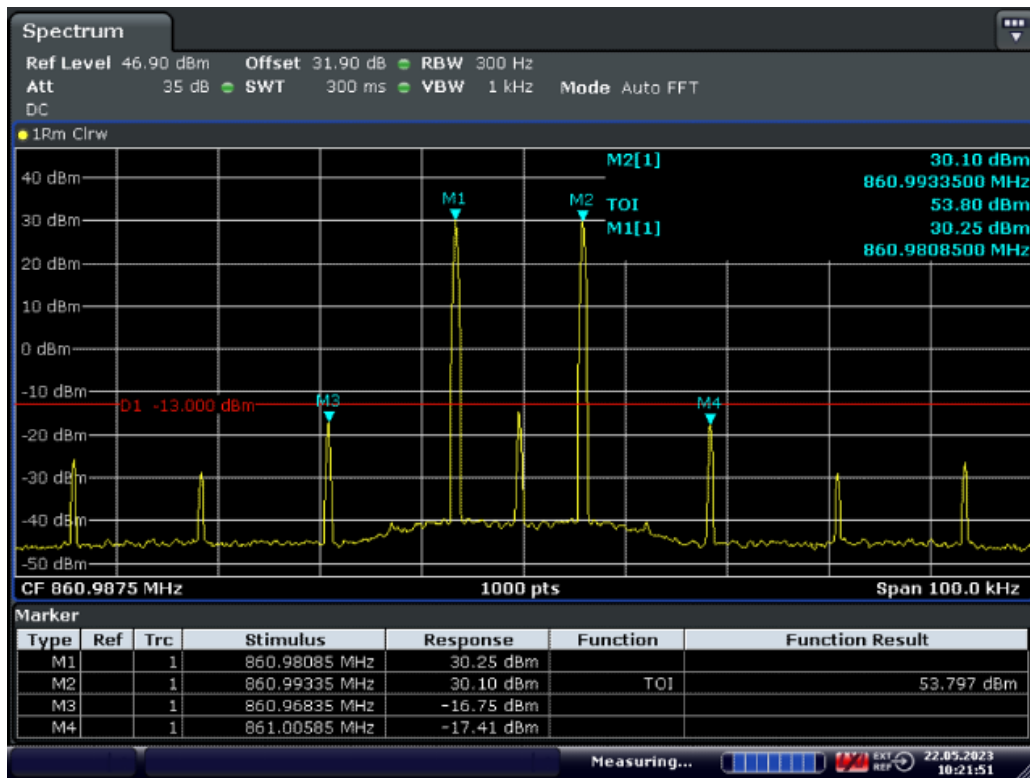 Spectrum
Ref Level 46.90 dBm Offset 31.90 dB RBW 300 Hz
Att 35 dB SWT 300 ms VBW 1 kHz Mode Auto FFT
DC
1Rm Clrw
M2[1] 30.10 dBm
860.9933500 MHz
TOI 53.80 dBm
M1[1] 30.25 dBm
860.9808500 MHz
40 dBm
M1 M2
30 dBm
20 dBm
10 dBm
0 dBm
-10 dBm
D1 -13.000 dBm M3 M4
-20 dBm
-30 dBm
-40 dBm
-50 dBm
CF 860.9875 MHz 1000 pts Span 100.0 kHz
Marker
Type Ref Trc Stimulus Response Function Function Result
M1 1 860.98085 MHz 30.25 dBm
M2 1 860.99335 MHz 30.10 dBm TOI 53.797 dBm
M3 1 860.96835 MHz -16.75 dBm
M4 1 861.00585 MHz -17.41 dBm
Measuring... EXT REF 22.05.2023
10:21:51